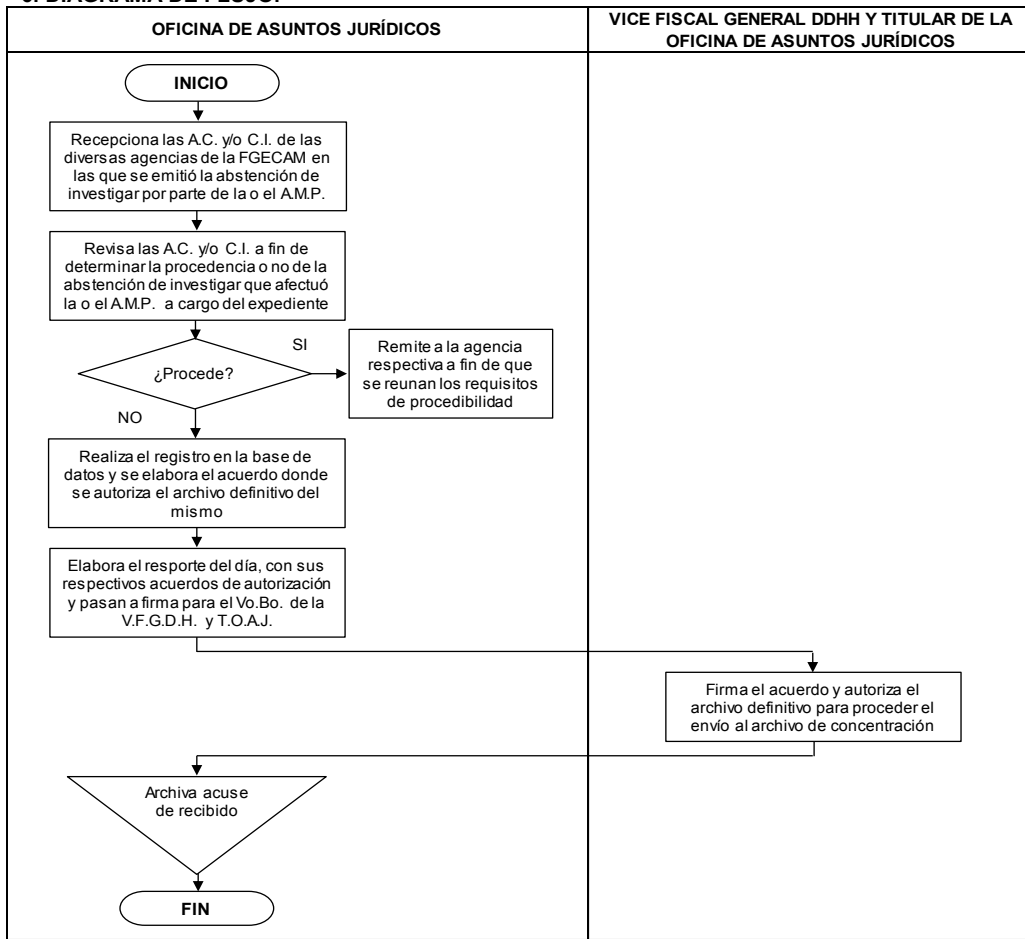 OFICINA DE ASUNTOS JURÍDICOS
VICE FISCAL GENERAL DDHH Y TITULAR DE LA
OFICINA DE ASUNTOS JURÍDICOS
INICIO
Recepciona las A.C. y/o C.I. de las
diversas agencias de la FGECAM en
las que se emitió la abstención de
investigar por parte de la o el A.M.P.
Revisa las A.C. y/o C.I. a fin de
determinar la procedencia o no de la
abstención de investigar que afectuó
la o el A.M.P. a cargo del expediente
¿Procede?
SI
Remite a la agencia
respectiva a fin de que
se reunan los requisitos
de procedibilidad
NO
Realiza el registro en la base de
datos y se elabora el acuerdo donde
se autoriza el archivo definitivo del
mismo
Elabora el resporte del día, con sus
respectivos acuerdos de autorización
y pasan a firma para el Vo.Bo. de la
V.F.G.D.H. y T.O.A.J.
Firma el acuerdo y autoriza el
archivo definitivo para proceder el
envío al archivo de concentración
Archiva acuse
de recibido
FIN